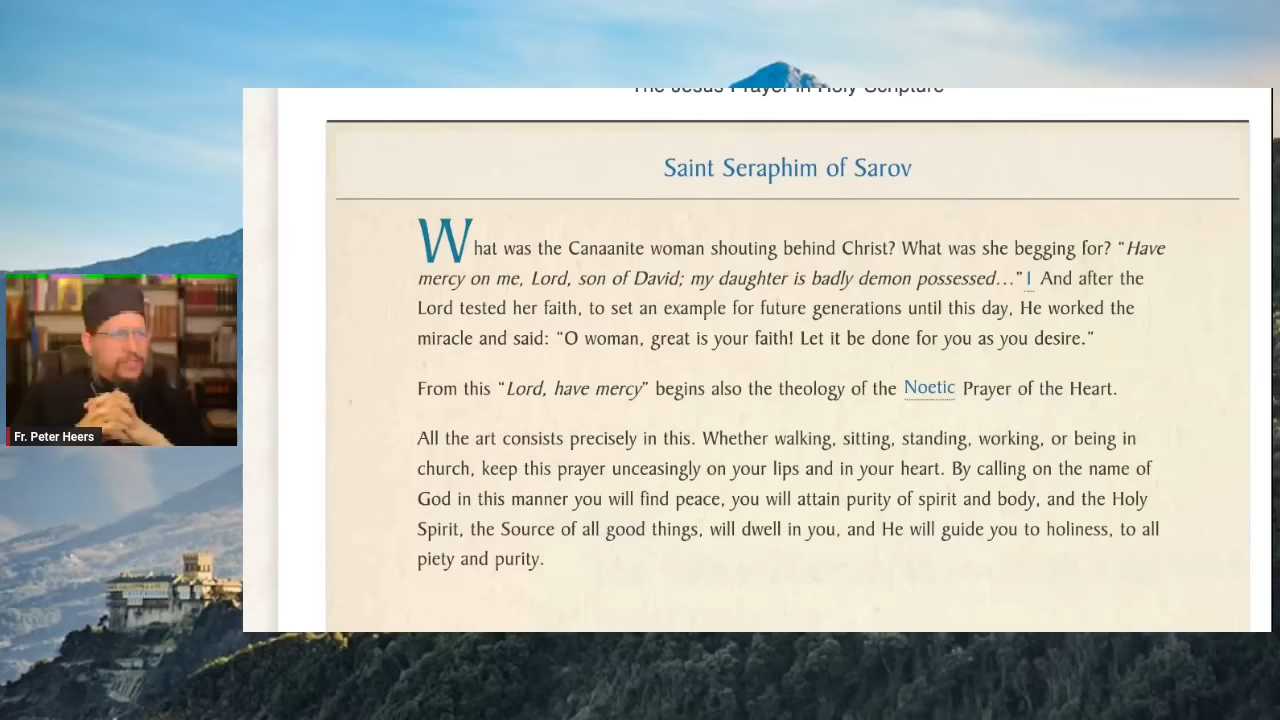 The Jesus Prayer in Holy Scripture
Saint Seraphim of Sarov
What was the Canaanite woman shouting behind Christ? What was she begging for? “Have
mercy on me, Lord, son of David; my daughter is badly demon possessed...” 1 And after the
Lord tested her faith, to set an example for future generations until this day, He worked the
miracle and said: “O woman, great is your faith! Let it be done for you as you desire.”
From this “Lord, have mercy” begins also the theology of the Noetic Prayer of the Heart.
All the art consists precisely in this. Whether walking, sitting, standing, working, or being in
church, keep this prayer unceasingly on your lips and in your heart. By calling on the name of
God in this manner you will find peace, you will attain purity of spirit and body, and the Holy
Spirit, the Source of all good things, will dwell in you, and He will guide you to holiness, to all
piety and purity.
Fr. Peter Heers